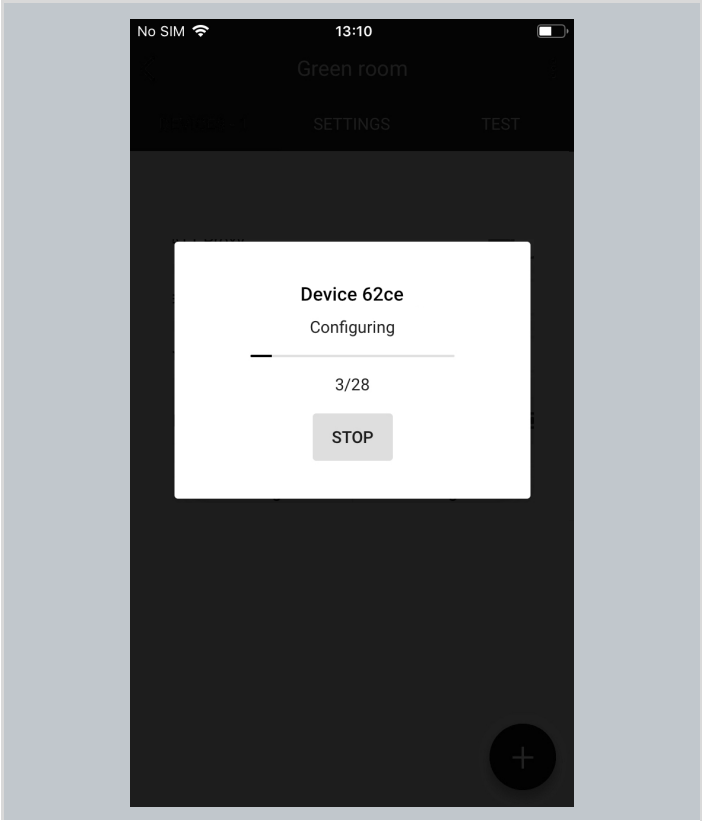 No SIM
13:10
Green room
SETTINGS
TEST
Device 62ce
Configuring
3/28
STOP